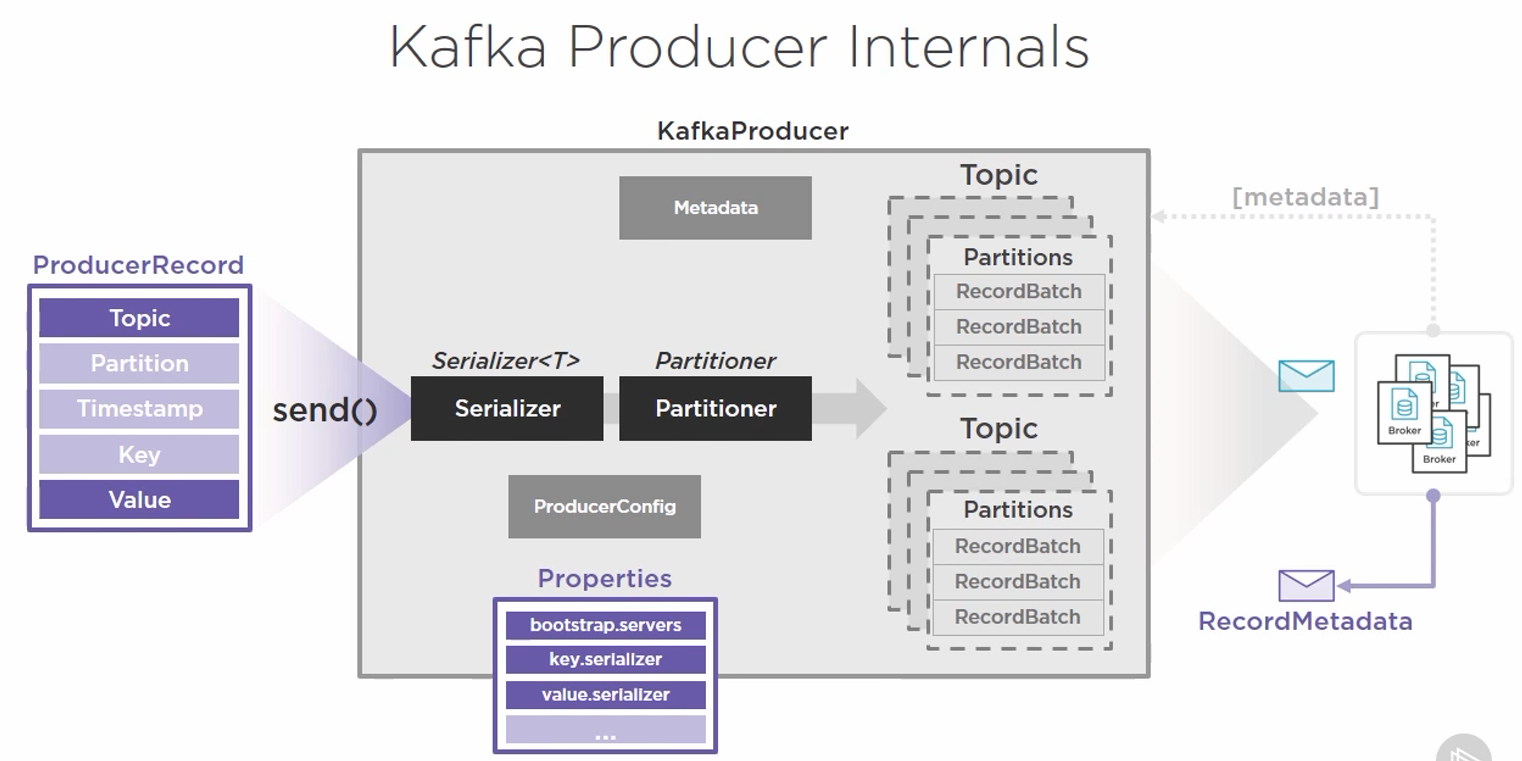 Kafka Producer Internals
KafkaProducer
ProducerRecord
Topic
Partition
Timestamp
Key
Value
send()
Metadata
Serializer<T>
Serializer
Partitioner
Partitioner
ProducerConfig
Properties
bootstrap.servers
key.serializer
value.serializer
...
Topic
Partitions
RecordBatch
RecordBatch
RecordBatch
Topic
Partitions
RecordBatch
RecordBatch
RecordBatch
[metadata]
Broker
Broker
RecordMetadata